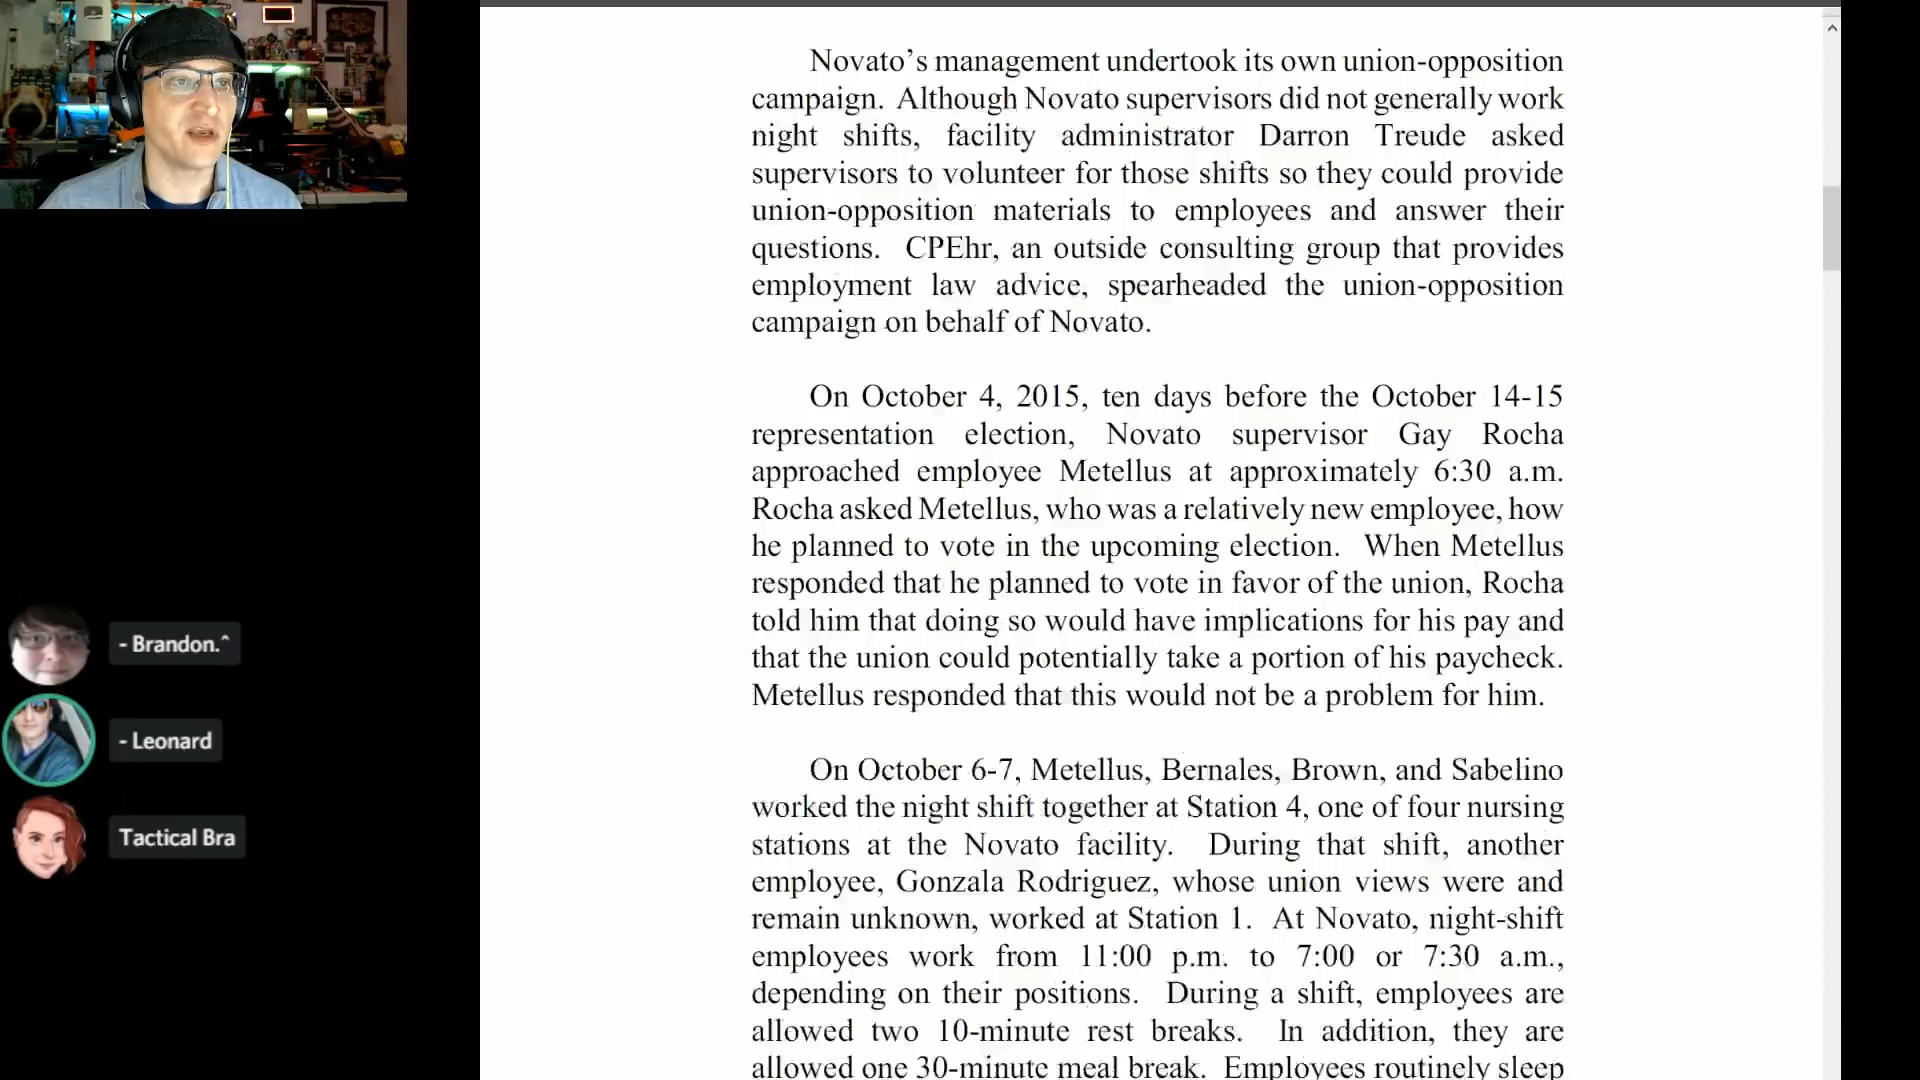 Novato’s management undertook its own union-opposition
campaign. Although Novato supervisors did not generally work
night shifts, facility administrator Darron Treude asked
supervisors to volunteer for those shifts so they could provide
union-opposition materials to employees and answer their
questions. CPEhr, an outside consulting group that provides
employment law advice, spearheaded the union-opposition
campaign on behalf of Novato.
On October 4, 2015, ten days before the October 14-15
representation election, Novato supervisor Gay Rocha
approached employee Metellus at approximately 6:30 a.m.
Rocha asked Metellus, who was a relatively new employee, how
he planned to vote in the upcoming election. When Metellus
responded that he planned to vote in favor of the union, Rocha
told him that doing so would have implications for his pay and
that the union could potentially take a portion of his paycheck.
Metellus responded that this would not be a problem for him.
On October 6-7, Metellus, Bernales, Brown, and Sabelino
worked the night shift together at Station 4, one of four nursing
stations at the Novato facility. During that shift, another
employee, Gonzala Rodriguez, whose union views were and
remain unknown, worked at Station 1. At Novato, night-shift
employees work from 11:00 p.m. to 7:00 or 7:30 a.m.,
depending on their positions. During a shift, employees are
allowed two 10-minute rest breaks. In addition, they are
allowed one 30-minute meal break. Employees routinely sleep
- Brandon.^
- Leonard
Tactical Bra